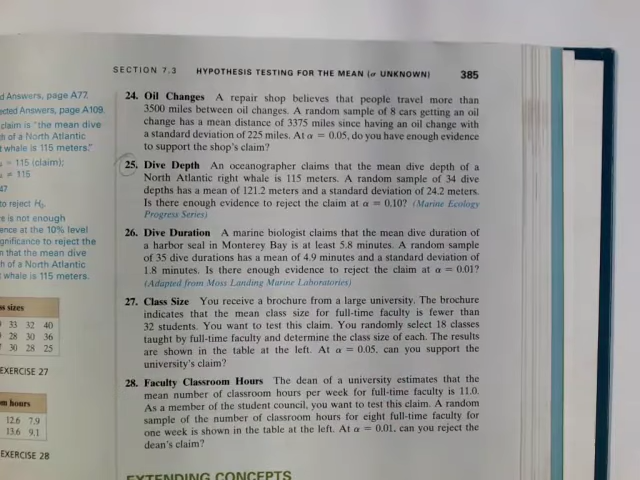 SECTION 7.3 HYPOTHESIS TESTING FOR THE MEAN (σ UNKNOWN) 385
d Answers, page A77.
Answers, page A109.
claim is "the mean dive
h of a North Atlantic
t whale is 115 meters."
= 115 (claim);
= 115
47
to reject H₀.
e is not enough
ence at the 10% level
gnificance to reject the
m that the mean dive
h of a North Atlantic
whale is 115 meters.
ss sizes
33 32 40
28 30 36
30 28 25
EXERCISE 27
m hours
12.6 7.9
13.6 9.1
EXERCISE 28
24. Oil Changes A repair shop believes that people travel more than
3500 miles between oil changes. A random sample of 8 cars getting an oil
change has a mean distance of 3375 miles since having an oil change with
a standard deviation of 225 miles. At α = 0.05, do you have enough evidence
to support the shop's claim?
25. Dive Depth An oceanographer claims that the mean dive depth of a
North Atlantic right whale is 115 meters. A random sample of 34 dive
depths has a mean of 121.2 meters and a standard deviation of 24.2 meters.
Is there enough evidence to reject the claim at α = 0.10? (Marine Ecology
Progress Series)
26. Dive Duration A marine biologist claims that the mean dive duration of
a harbor seal in Monterey Bay is at least 5.8 minutes. A random sample
of 35 dive durations has a mean of 4.9 minutes and a standard deviation of
1.8 minutes. Is there enough evidence to reject the claim at α = 0.01?
(Adapted from Moss Landing Marine Laboratories)
27. Class Size You receive a brochure from a large university. The brochure
indicates that the mean class size for full-time faculty is fewer than
32 students. You want to test this claim. You randomly select 18 classes
taught by full-time faculty and determine the class size of each. The results
are shown in the table at the left. At α = 0.05, can you support the
university's claim?
28. Faculty Classroom Hours The dean of a university estimates that the
mean number of classroom hours per week for full-time faculty is 11.0.
As a member of the student council, you want to test this claim. A random
sample of the number of classroom hours for eight full-time faculty for
one week is shown in the table at the left. At α = 0.01, can you reject the
dean's claim?
EXTENDING CONCEPTS